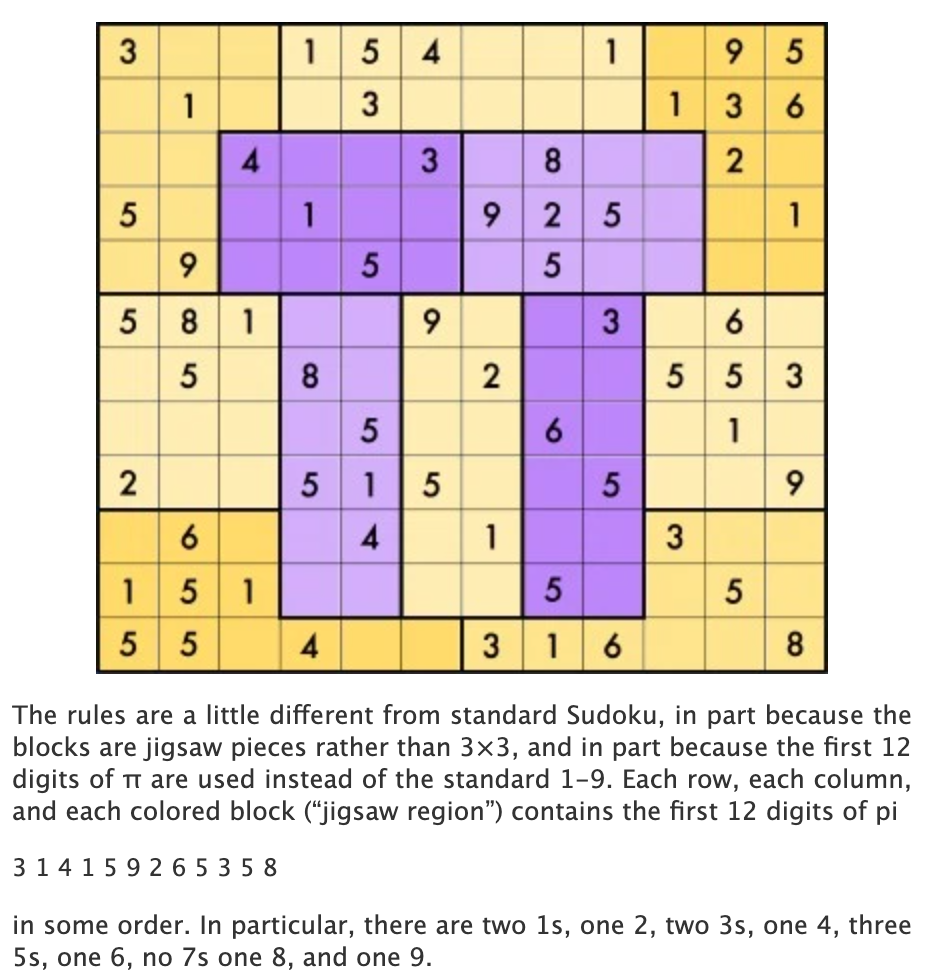 3 1 5 4 1 9 5
1 3 1 3 6
4 3 8 2
5 1 9 2 5 1
9 5 5
5 8 1 9 3 6
5 8 2 5 5 3
5 6 1
2 5 1 5 5 9
6 4 1 3
1 5 1 5 5
5 5 4 3 1 6 8
The rules are a little different from standard Sudoku, in part because the
blocks are jigsaw pieces rather than 3×3, and in part because the first 12
digits of π are used instead of the standard 1–9. Each row, each column,
and each colored block (“jigsaw region”) contains the first 12 digits of pi
3 1 4 1 5 9 2 6 5 3 5 8
in some order. In particular, there are two 1s, one 2, two 3s, one 4, three
5s, one 6, no 7s one 8, and one 9.